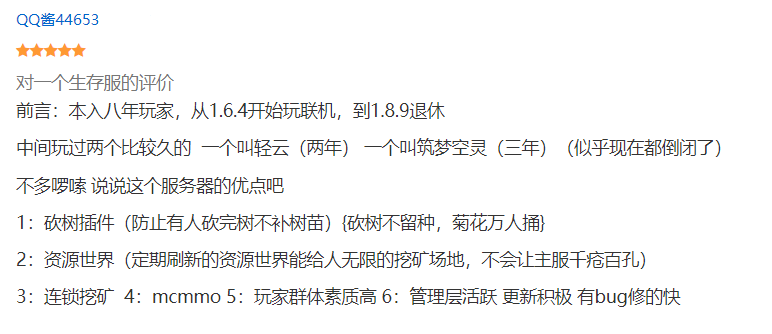 QQ酱44653
对一个生存服的评价
前言：本入八年玩家，从1.6.4开始玩联机，到1.8.9退休
中间玩过两个比较久的 一个叫轻云（两年） 一个叫筑梦空灵（三年）（似乎现在都倒闭了）
不多啰嗦 说说这个服务器的优点吧
1：砍树插件（防止有人砍完树不补树苗）{砍树不留种，菊花万人捅}
2：资源世界（定期刷新的资源世界能给人无限的挖矿场地，不会让主服千疮百孔）
3：连锁挖矿 4：mcmmo 5：玩家群体素质高 6：管理层活跃 更新积极 有bug修的快